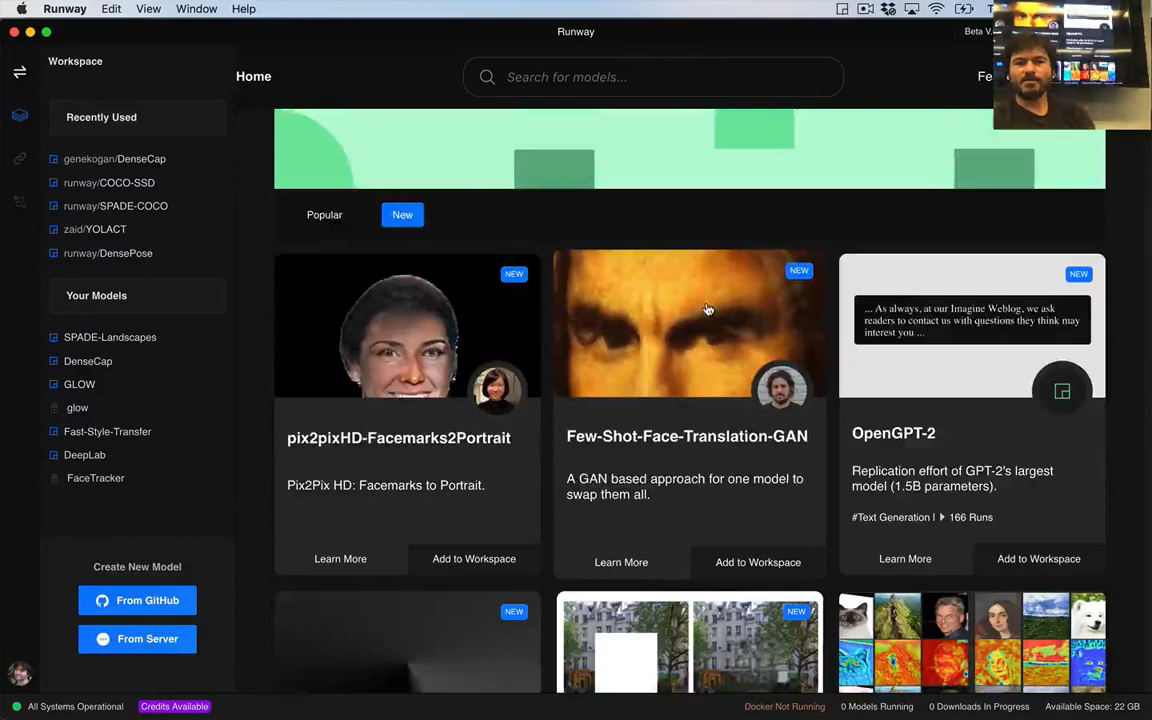 Runway Edit View Window Help
Runway
Beta V.
Workspace
Home
Search for models...
Fe
Recently Used
genekogan/DenseCap
runway/COCO-SSD
runway/SPADE-COCO
zaid/YOLACT
runway/DensePose
Your Models
SPADE-Landscapes
DenseCap
GLOW
glow
Fast-Style-Transfer
DeepLab
FaceTracker
Create New Model
From GitHub
From Server
Popular
New
NEW
pix2pixHD-Facemarks2Portrait
Pix2Pix HD: Facemarks to Portrait.
Learn More
Add to Workspace
NEW
Few-Shot-Face-Translation-GAN
A GAN based approach for one model to
swap them all.
Learn More
Add to Workspace
NEW
... As always, at our Imagine Weblog, we ask
readers to contact us with questions they think may
interest you ...
OpenGPT-2
Replication effort of GPT-2's largest
model (1.5B parameters).
#Text Generation | 166 Runs
Learn More
Add to Workspace
NEW
NEW
All Systems Operational
Credits Available
Docker Not Running
0 Models Running
0 Downloads In Progress
Available Space: 22 GB